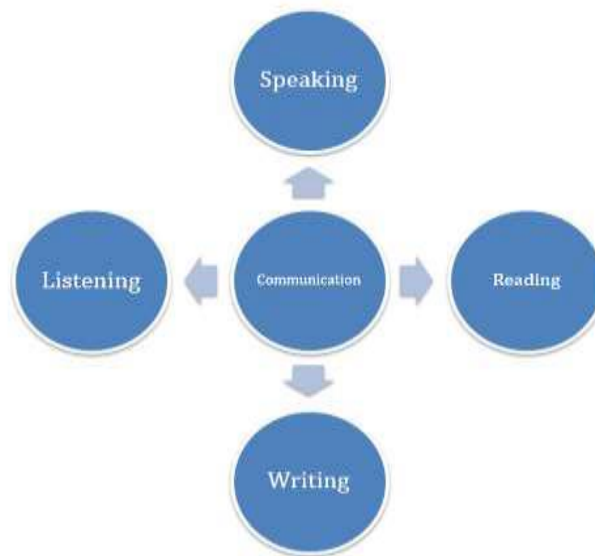 Speaking
Listening
Communication
Reading
Writing